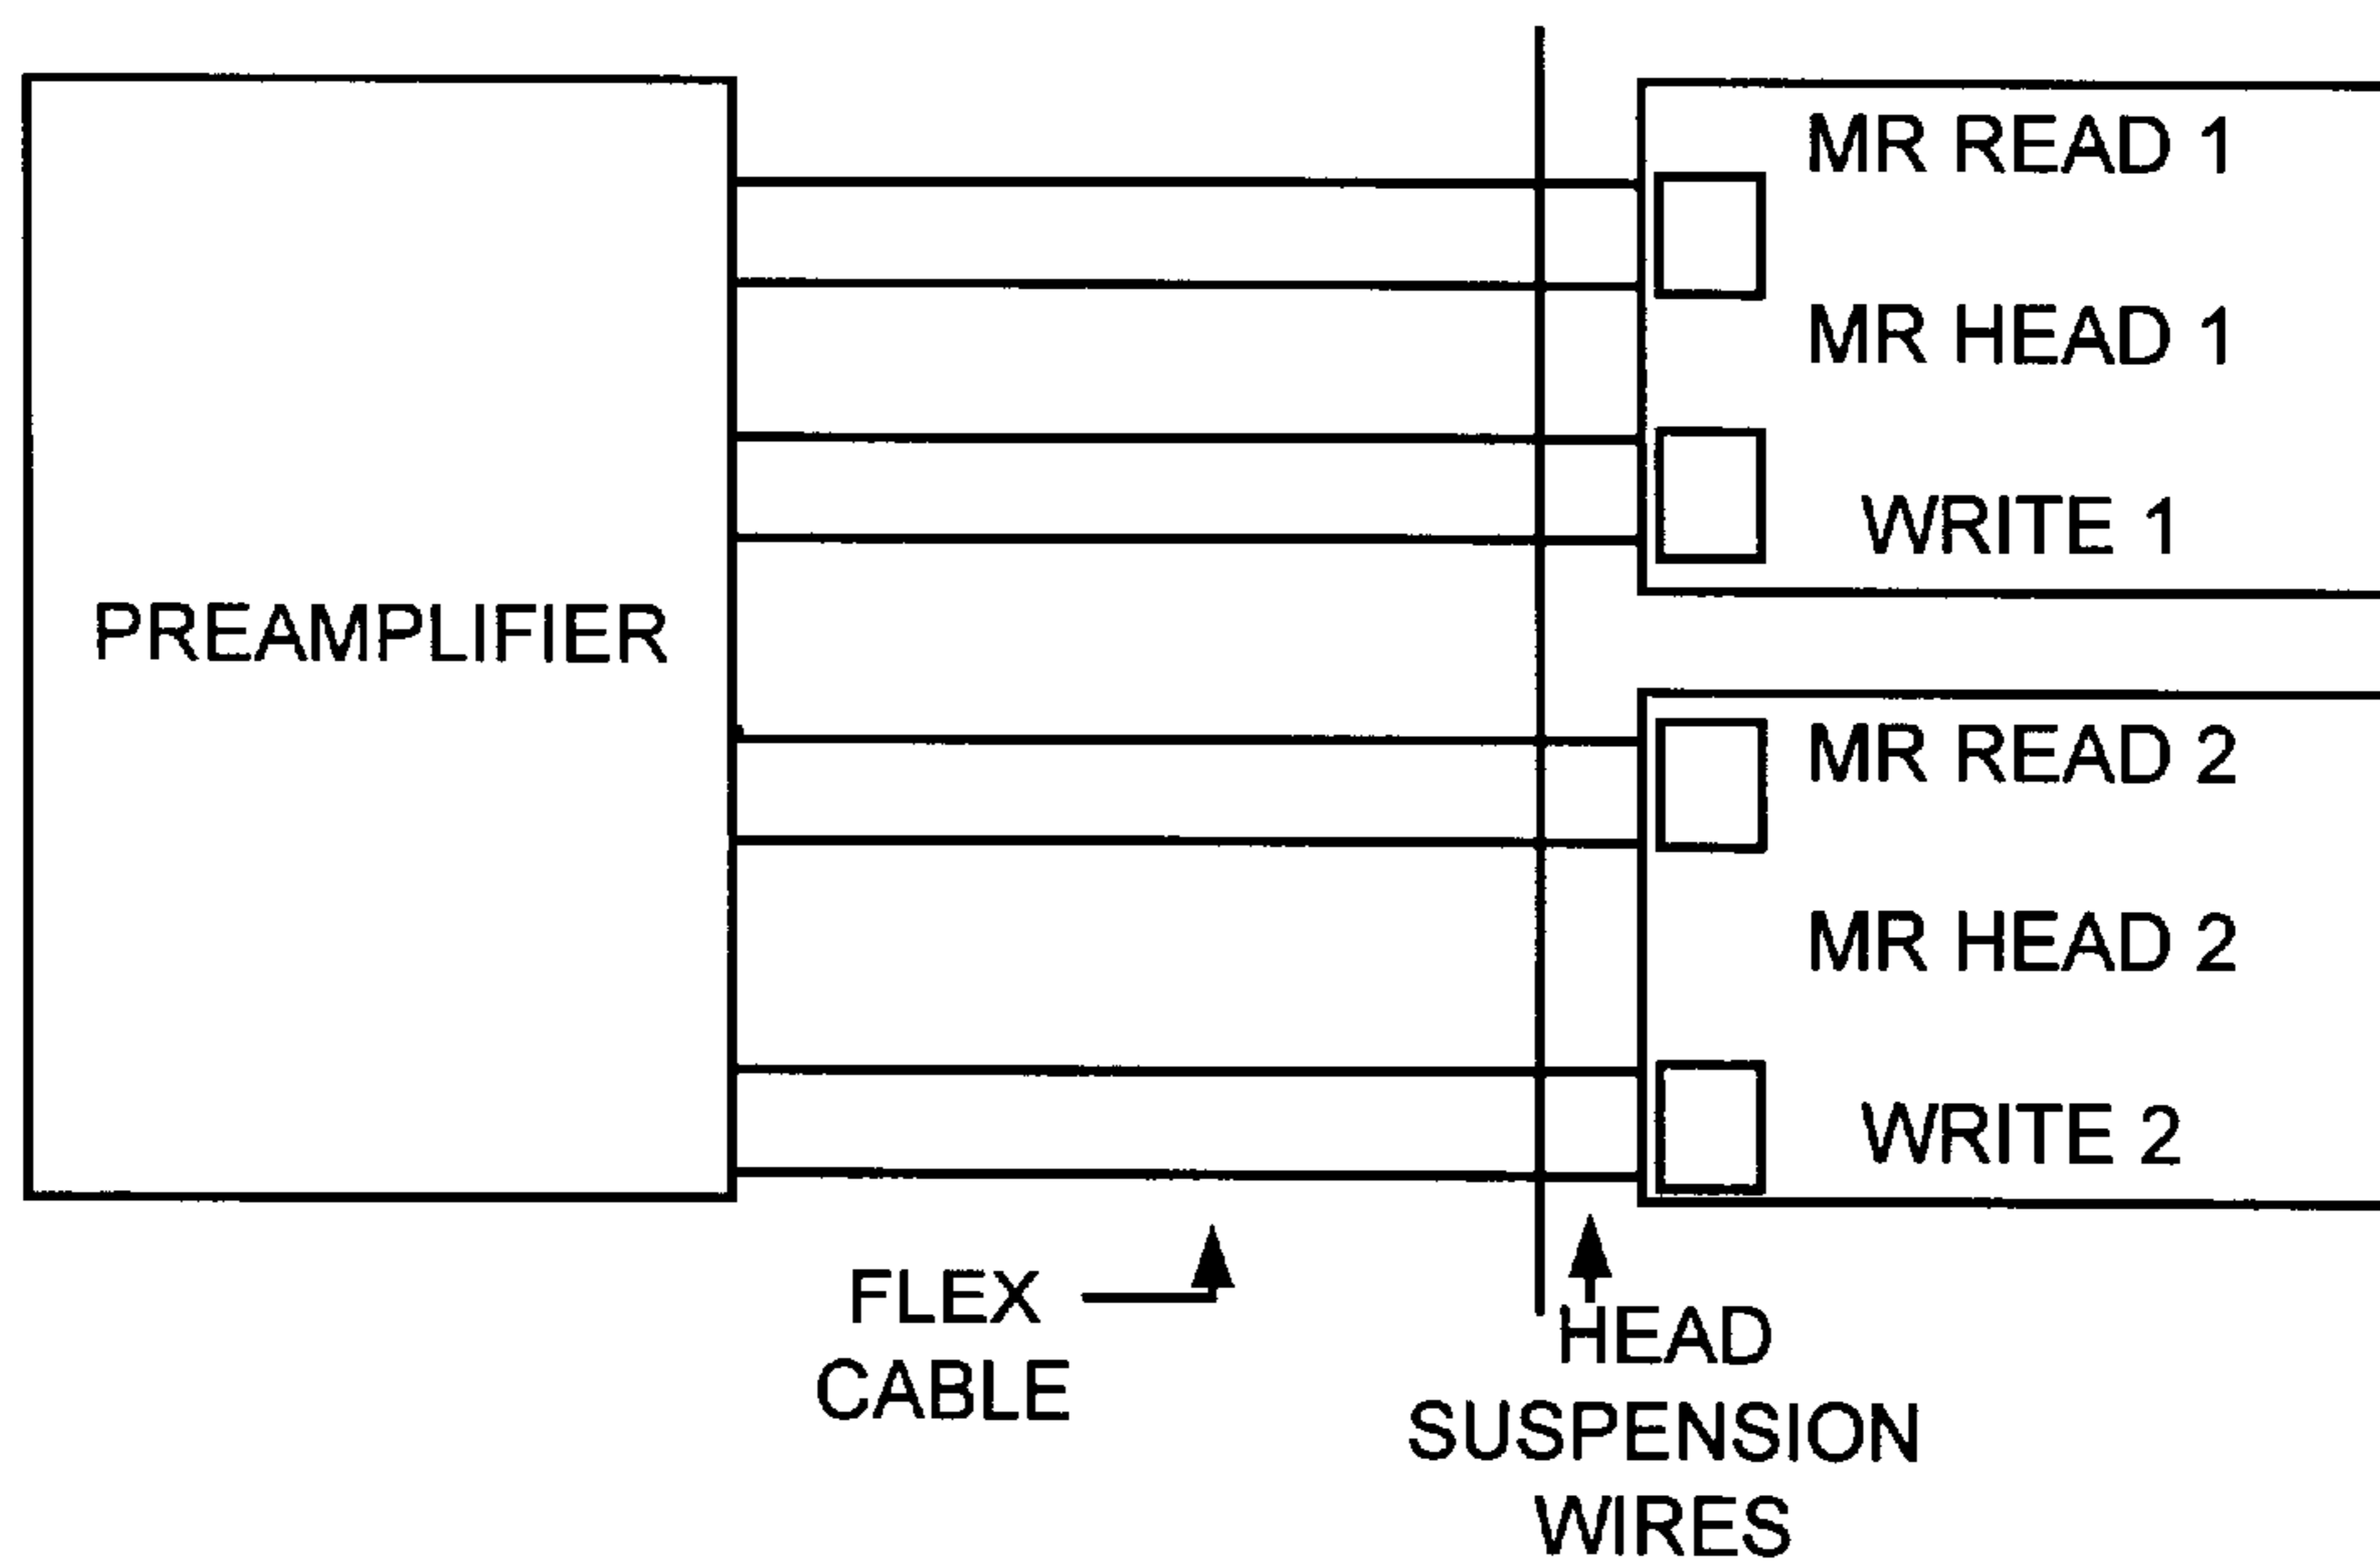 PREAMPLIFIER
MR READ 1
MR HEAD 1
WRITE 1
MR READ 2
MR HEAD 2
WRITE 2
FLEX
CABLE
HEAD
SUSPENSION
WIRES